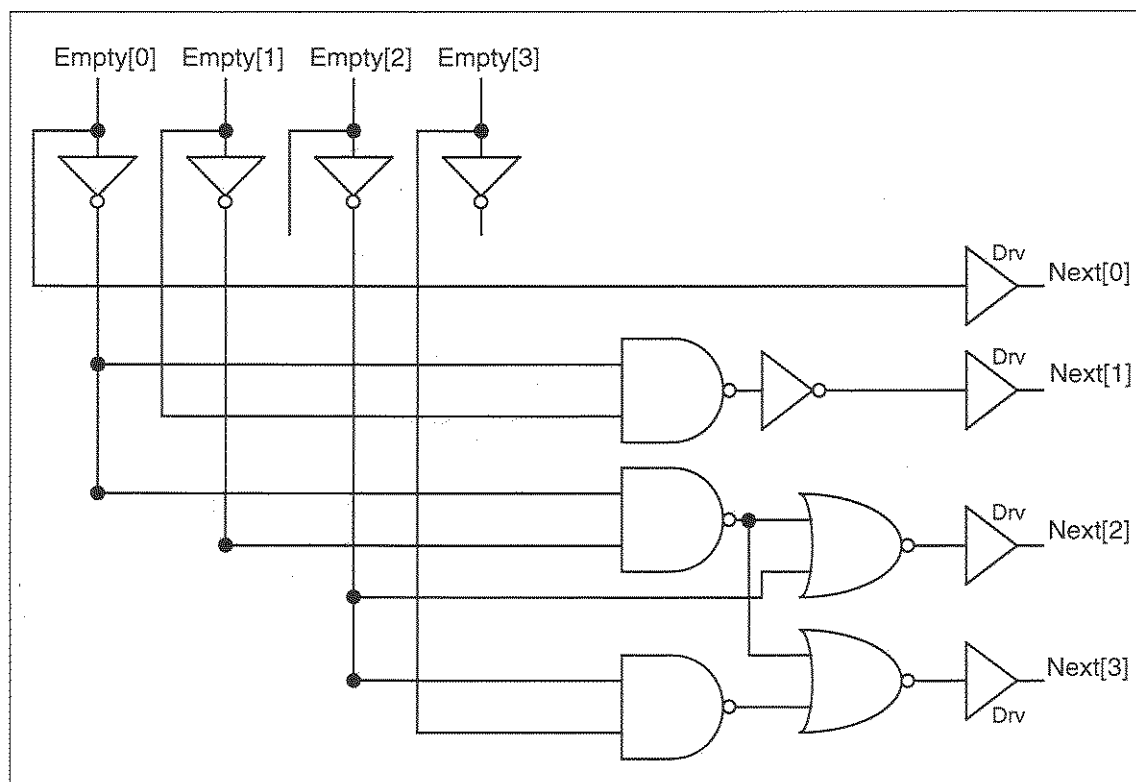 Empty[0] Empty[1] Empty[2] Empty[3]
Drv
Next[0]
Drv
Next[1]
Drv
Next[2]
Next[3]
Drv